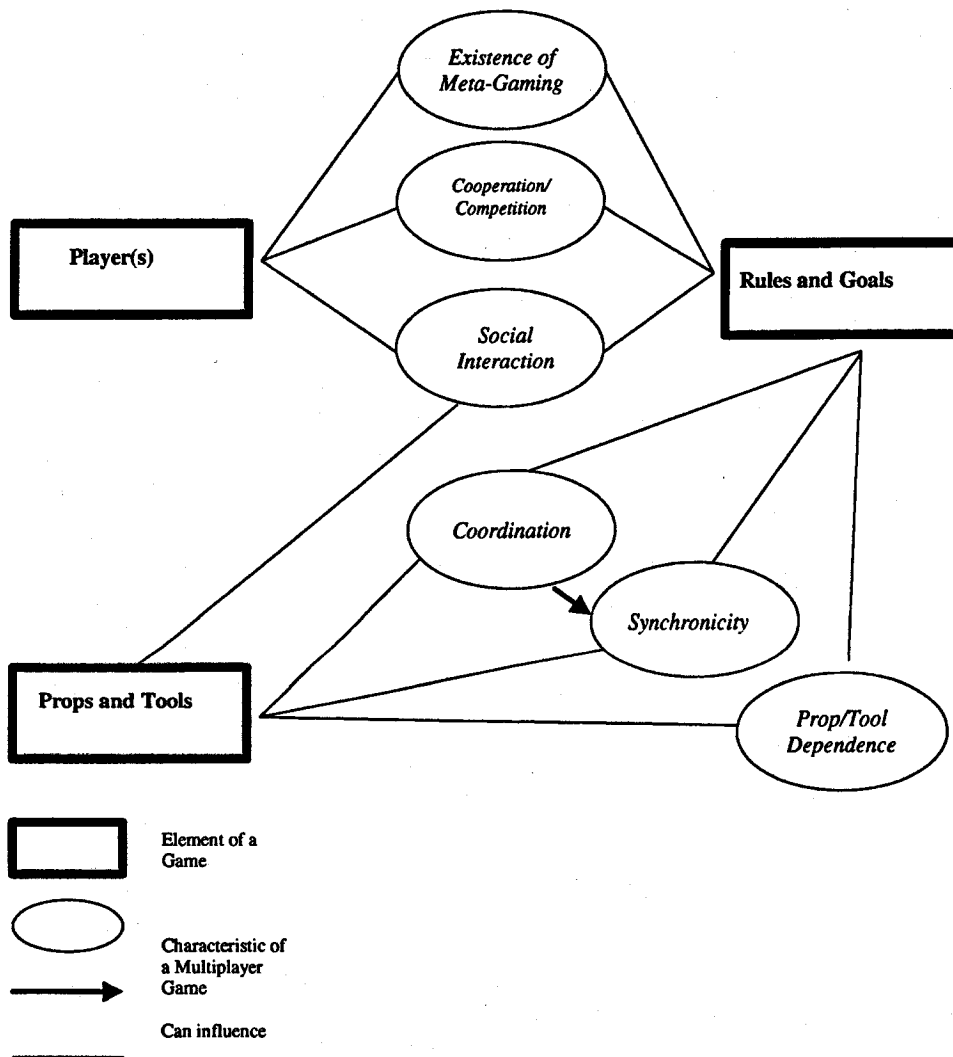 Existence of
Meta-Gaming
Cooperation/
Competition
Player(s)
Rules and Goals
Social
Interaction
Coordination
Synchronicity
Props and Tools
Prop/Tool
Dependence
Element of a
Game
Characteristic of
a Multiplayer
Game
Can influence